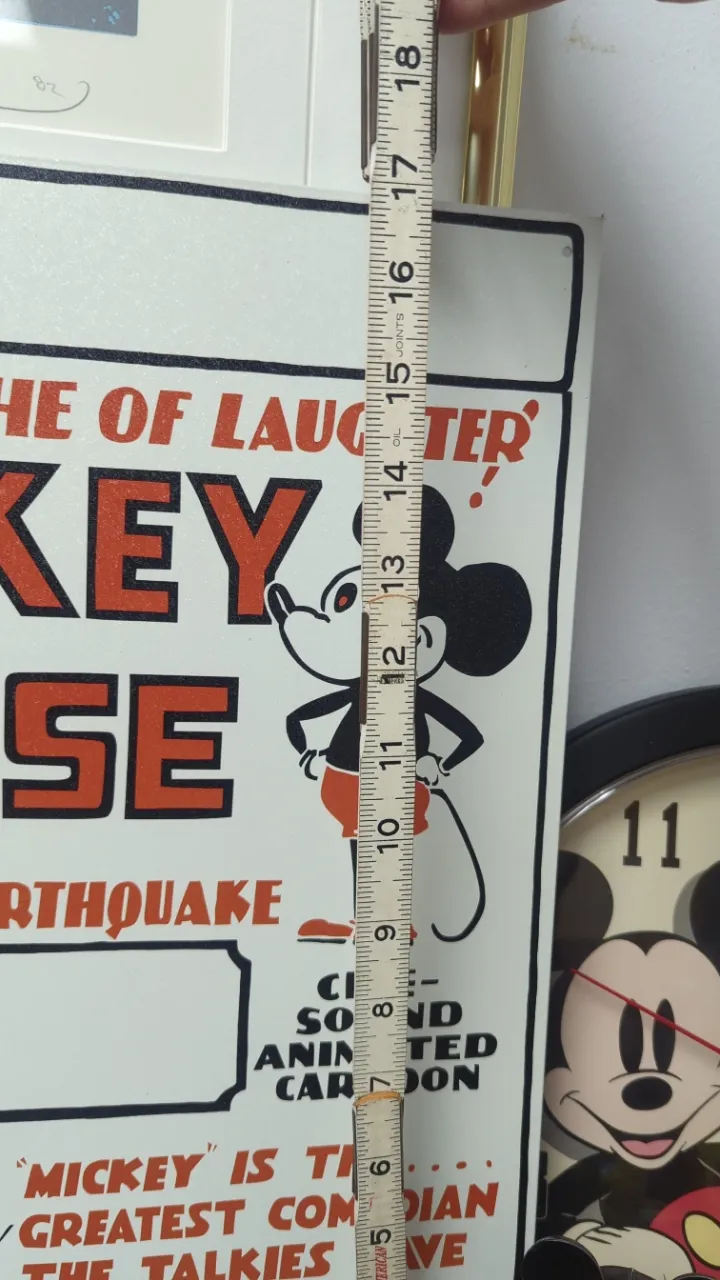 82
18
17
16
JOINTS
15
HE OF LAUG TER'!
OIL
14
KEY
13
12
SE
11
11
10
RTHQUAKE
9
8
SO ND
ANIM TED
CAR OON
7
"MICKEY" IS T . . . .
6
GREATEST COM DIAN
5
THE TALKIES AVE